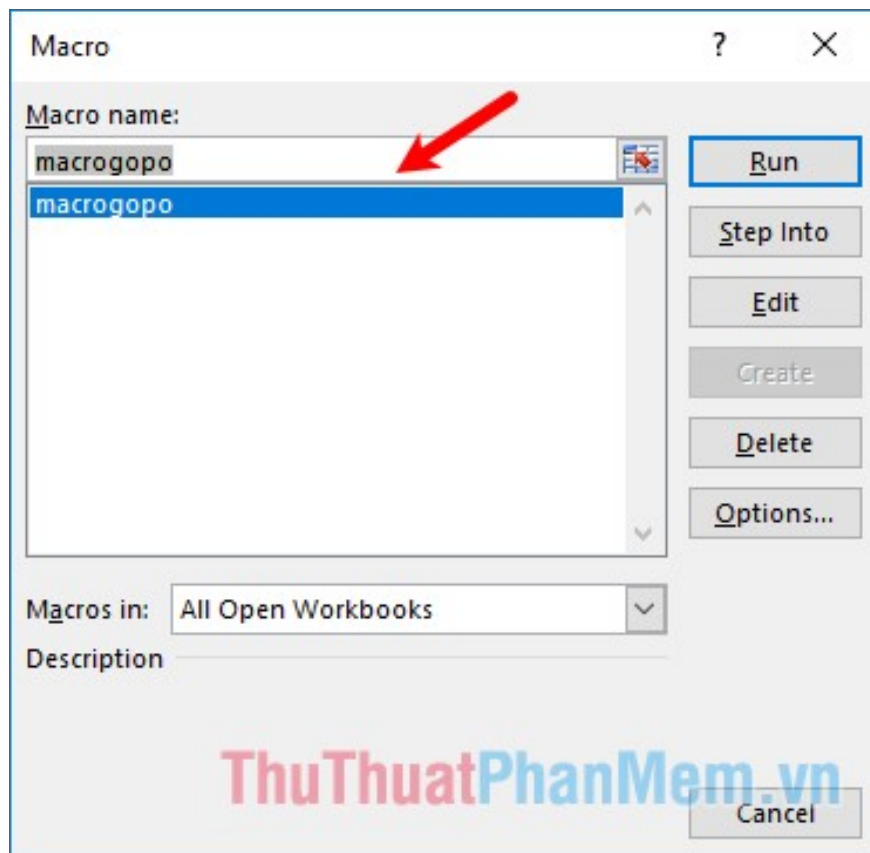 Macro
?
Macro name:
macrogopo
macrogopo
Run
Step Into
Edit
Create
Delete
Options...
Macros in:
All Open Workbooks
Description
ThuThuatPhanMem.vn
Cancel